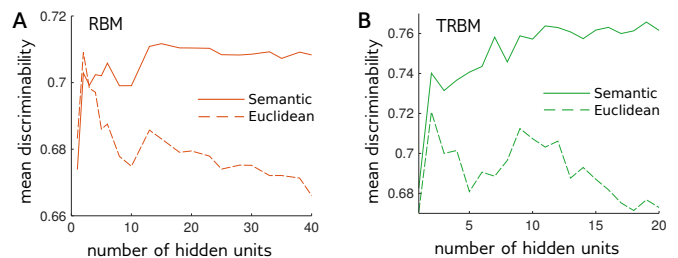 A
RBM
mean discriminability
0.72
0.7
0.68
0.66
Semantic
Euclidean
0
10
20
30
40
number of hidden units
B
TRBM
mean discriminability
0.76
0.74
0.72
0.7
0.68
Semantic
Euclidean
5
10
15
20
number of hidden units